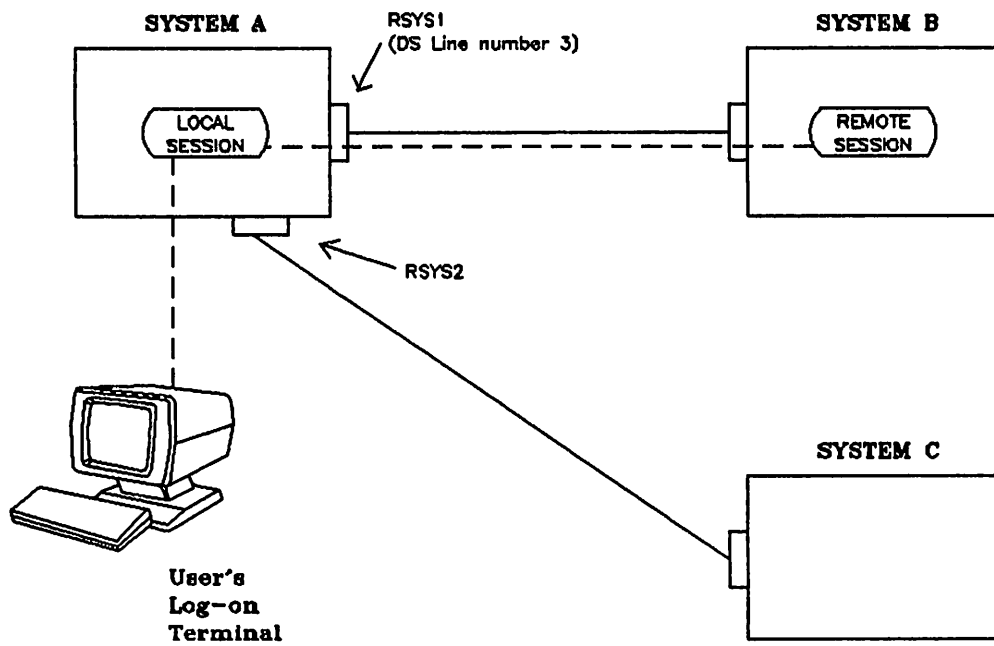 SYSTEM A
RSYS1
(DS Line number 3)
SYSTEM B
LOCAL
SESSION
REMOTE
SESSION
RSYS2
SYSTEM C
User's
Log-on
Terminal